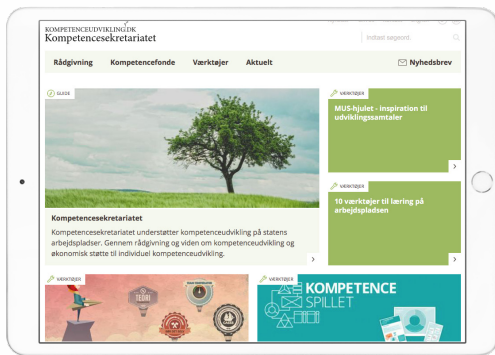 KOMPETENCEUDVIKLING.DK
Kompetencesekretariatet
Indtast søgeord.
Rådgivning Kompetencefonde Værktøjer Aktuelt Nyhedsbrev
GUIDE
VÆRKTØJER
MUS-hjulet - inspiration til
udviklingssamtaler
VÆRKTØJER
10 værktøjer til læring på
arbejdspladsen
Kompetencesekretariatet
Kompetencesekretariatet understøtter kompetenceudvikling på statens
arbejdspladser. Gennem rådgivning og viden om kompetenceudvikling og
økonomisk støtte til individuel kompetenceudvikling.
VÆRKTØJER
TEORI
VÆRKTØJER
KOMPETENCE
SPILLET